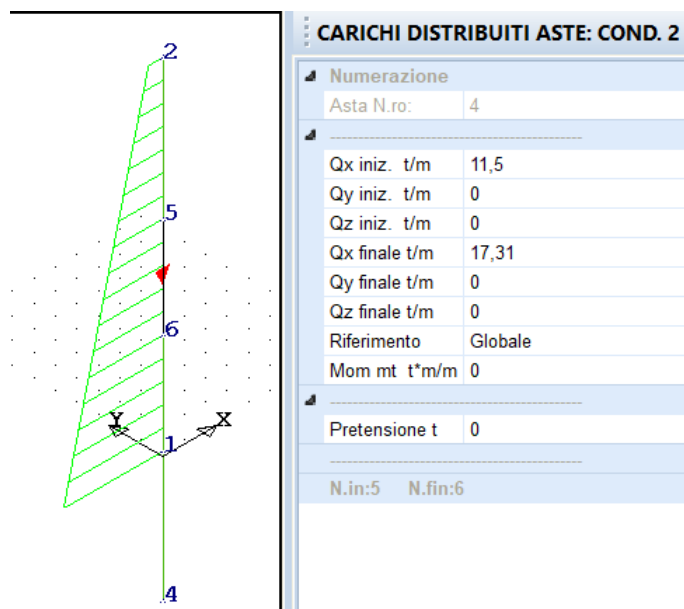 2
5
6
Y
X
1
4
CARICHI DISTRIBUITI ASTE: COND. 2
Numerazione
Asta N.ro: 4
Qx iniz. t/m 11,5
Qy iniz. t/m 0
Qz iniz. t/m 0
Qx finale t/m 17,31
Qy finale t/m 0
Qz finale t/m 0
Riferimento Globale
Mom mt t*m/m 0
Pretensione t 0
N.in:5 N.fin:6